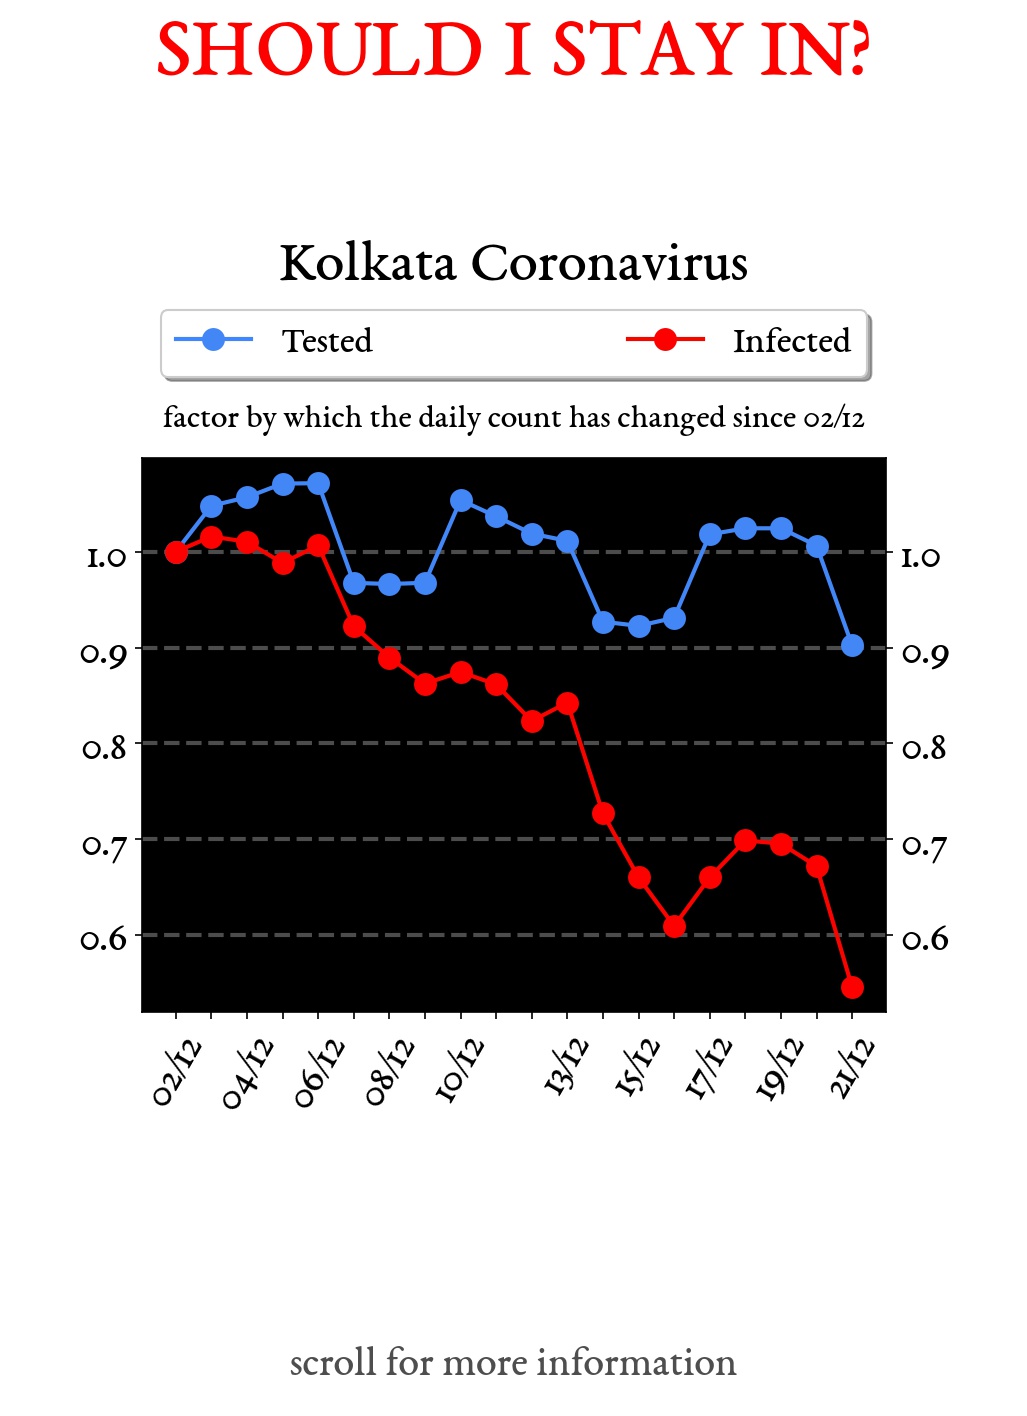 SHOULD I STAY IN?
Kolkata Coronavirus
Tested Infected
factor by which the daily count has changed since 02/12
1.0 1.0
0.9 0.9
0.8 0.8
0.7 0.7
0.6 0.6
02/12 04/12 06/12 08/12 10/12 13/12 15/12 17/12 19/12 21/12
scroll for more information